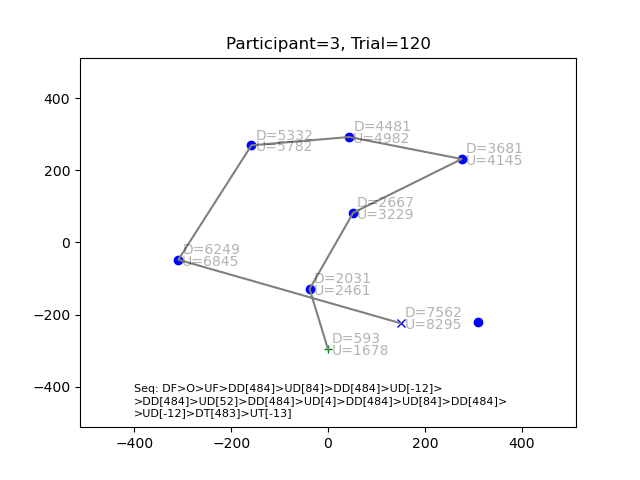 Participant=3, Trial=120
400
200
0
−200
−400
−400
−200
0
200
400
D=5332
U=5782
D=4481
U=4982
D=3681
U=4145
D=2667
U=3229
D=6249
U=6845
D=2031
U=2461
D=7562
U=8295
D=593
U=1678
Seq: DF>O>UF>DD[484]>UD[84]>DD[484]>UD[-12]>
>DD[484]>UD[52]>DD[484]>UD[4]>DD[484]>UD[84]>DD[484]>
>UD[-12]>DT[483]>UT[-13]